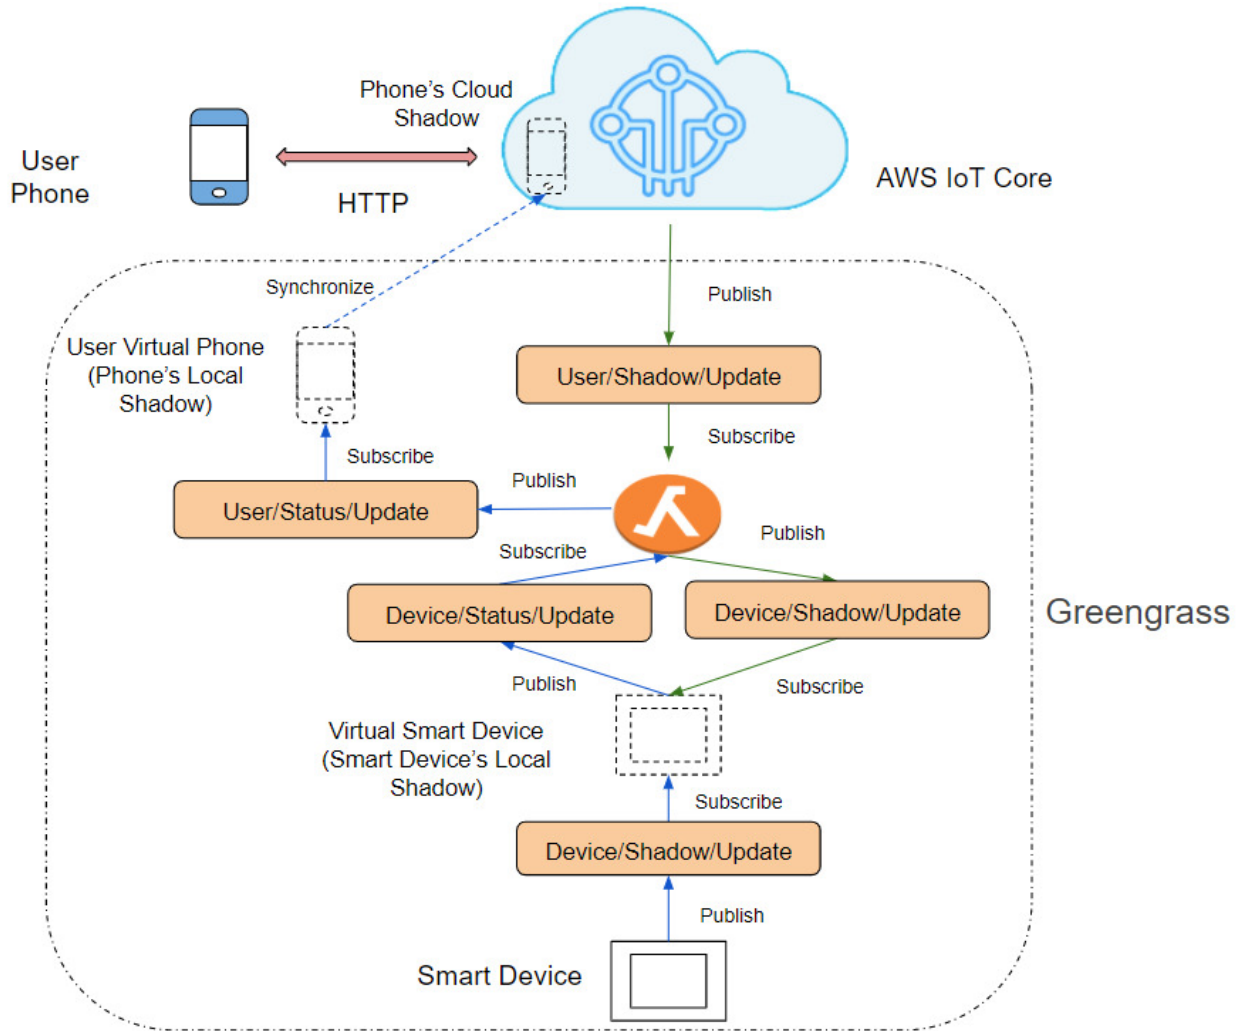 Phone's Cloud
Shadow
User
Phone
HTTP
AWS IoT Core
Synchronize
Publish
User Virtual Phone
(Phone's Local
Shadow)
User/Shadow/Update
Subscribe
Subscribe
Publish
User/Status/Update
Publish
Subscribe
Device/Status/Update
Device/Shadow/Update
Greengrass
Publish
Subscribe
Virtual Smart Device
(Smart Device's Local
Shadow)
Subscribe
Device/Shadow/Update
Publish
Smart Device